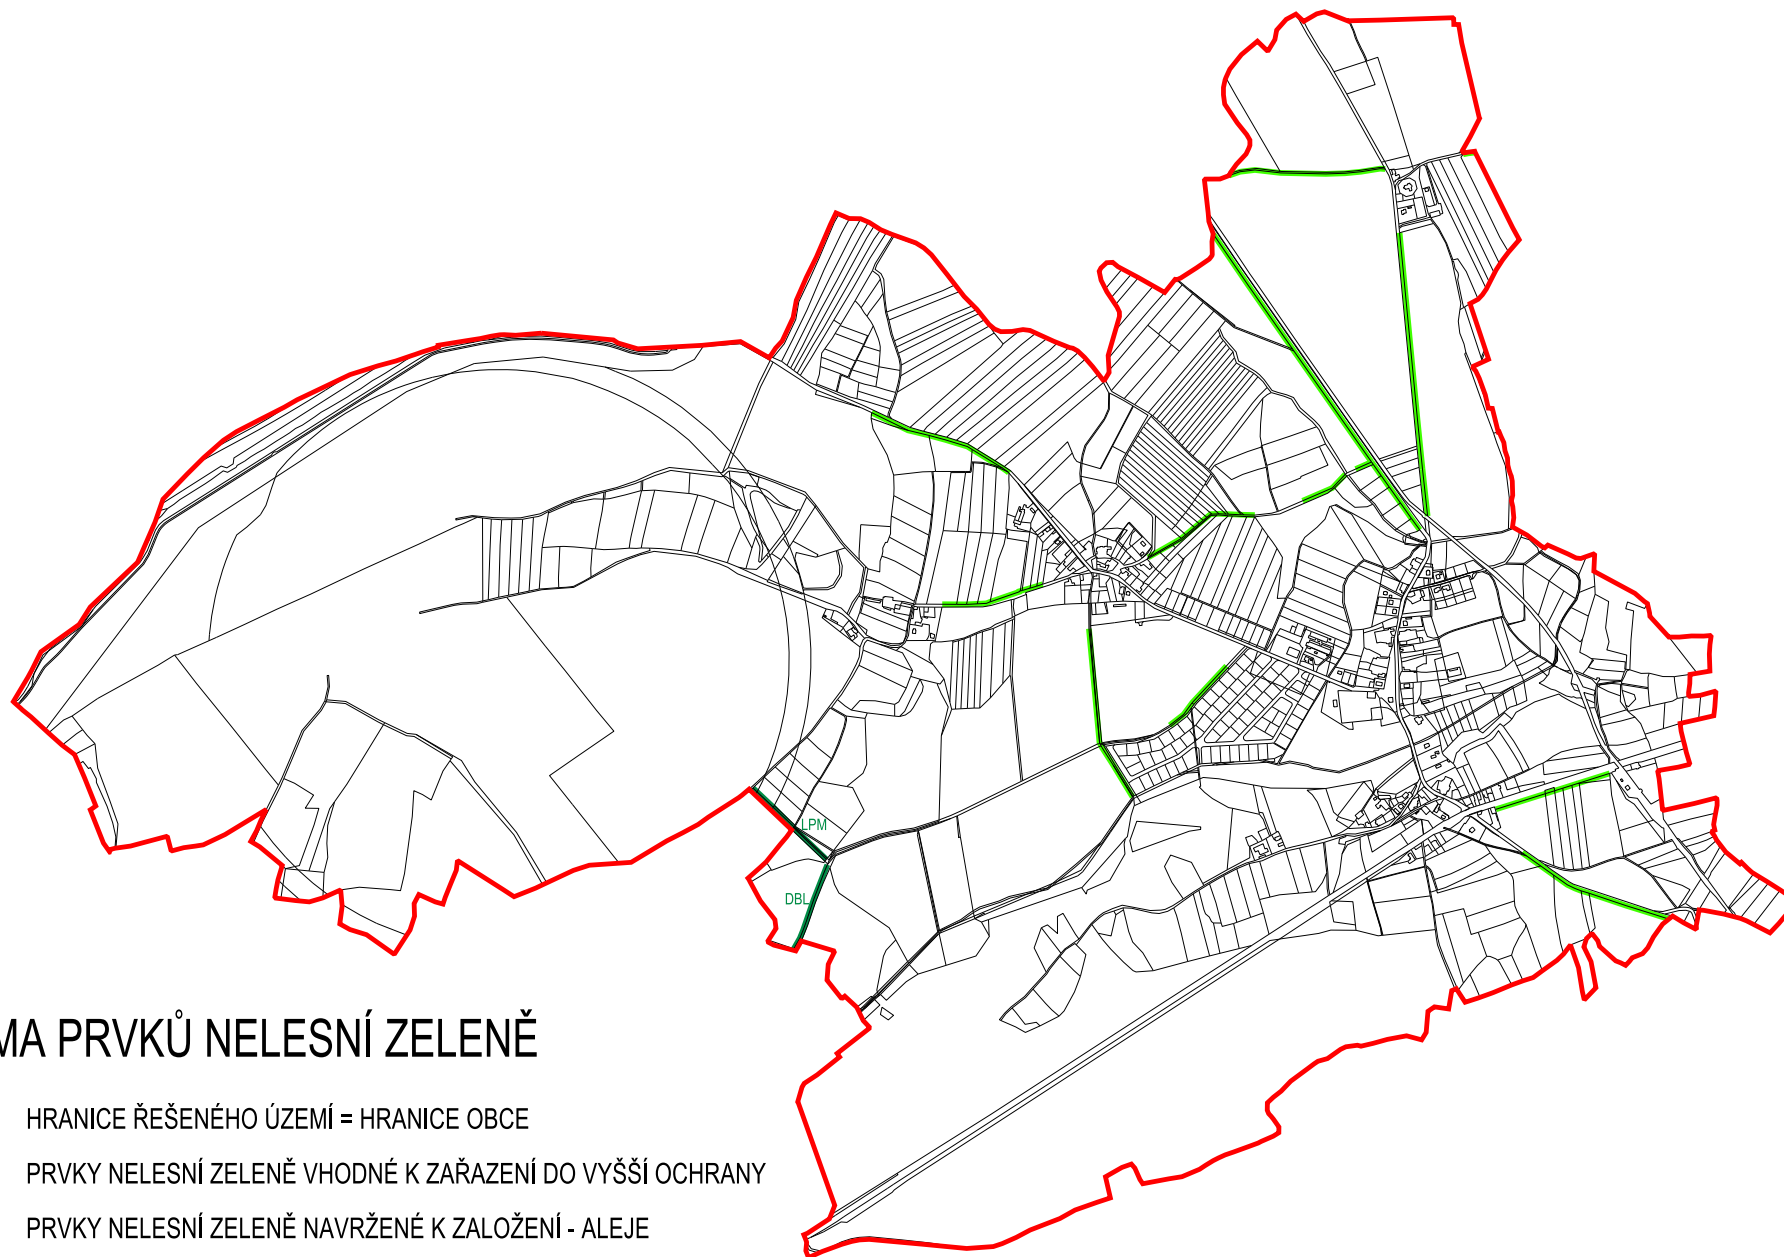 LPM
DBL
MA PRVKŮ NELESNÍ ZELENĚ
HRANICE ŘEŠENÉHO ÚZEMÍ = HRANICE OBCE
PRVKY NELESNÍ ZELENĚ VHODNÉ K ZAŘAZENÍ DO VYŠŠÍ OCHRANY
PRVKY NELESNÍ ZELENĚ NAVRŽENÉ K ZALOŽENÍ - ALEJE